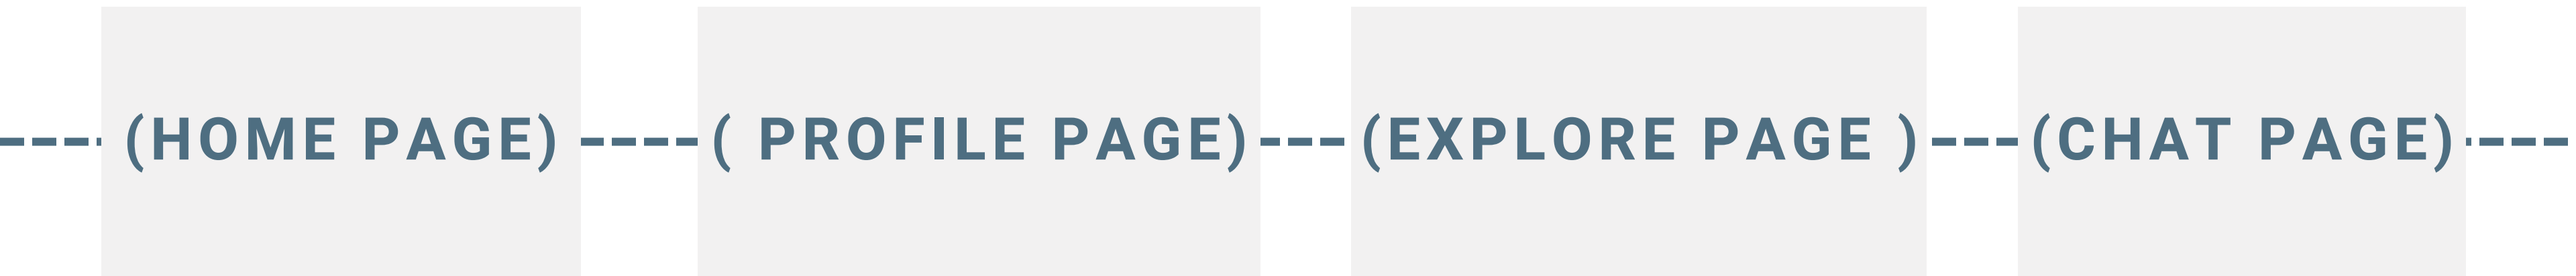 (HOME PAGE) ( PROFILE PAGE) (EXPLORE PAGE ) (CHAT PAGE)